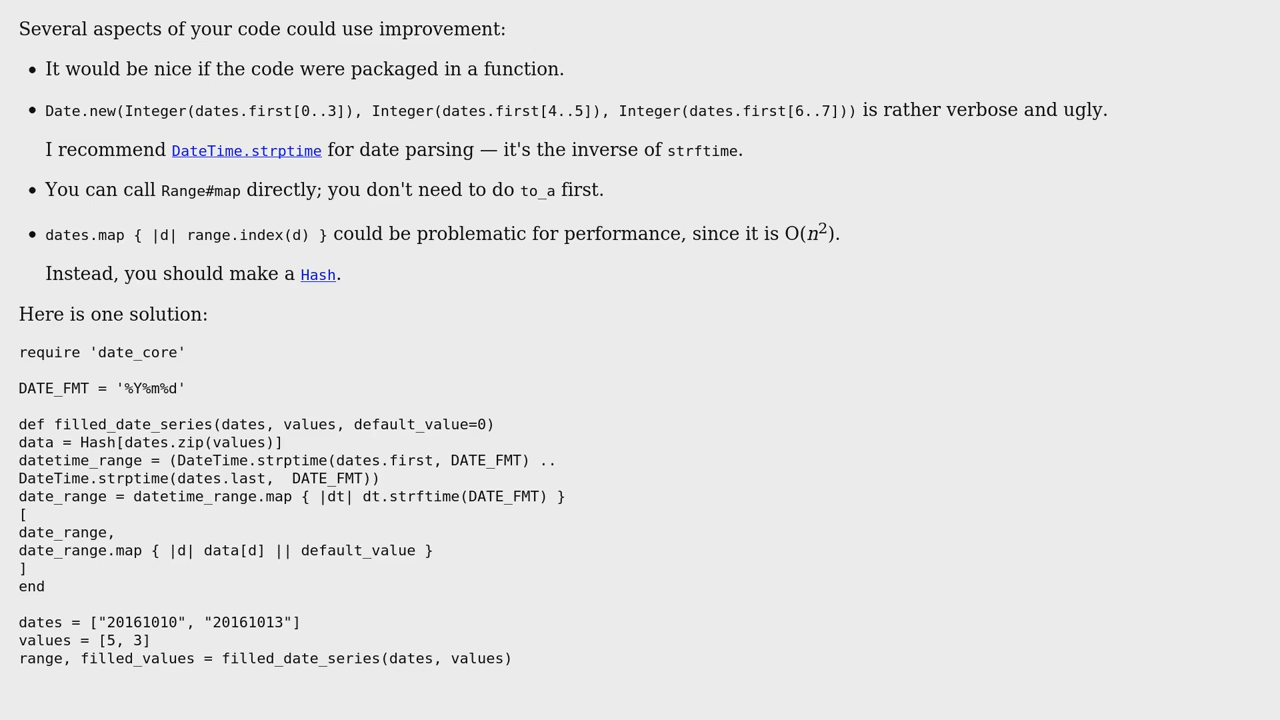 Several aspects of your code could use improvement:
• It would be nice if the code were packaged in a function.
• Date.new(Integer(dates.first[0..3]), Integer(dates.first[4..5]), Integer(dates.first[6..7])) is rather verbose and ugly.
I recommend DateTime.strptime for date parsing — it's the inverse of strftime.
• You can call Range#map directly; you don't need to do to_a first.
• dates.map { |d| range.index(d) } could be problematic for performance, since it is O(n²).
Instead, you should make a Hash.
Here is one solution:
require 'date_core'
DATE_FMT = '%Y%m%d'
def filled_date_series(dates, values, default_value=0)
data = Hash[dates.zip(values)]
datetime_range = (DateTime.strptime(dates.first, DATE_FMT) ..
DateTime.strptime(dates.last,  DATE_FMT))
date_range = datetime_range.map { |dt| dt.strftime(DATE_FMT) }
[
date_range,
date_range.map { |d| data[d] || default_value }
]
end
dates = ["20161010", "20161013"]
values = [5, 3]
range, filled_values = filled_date_series(dates, values)